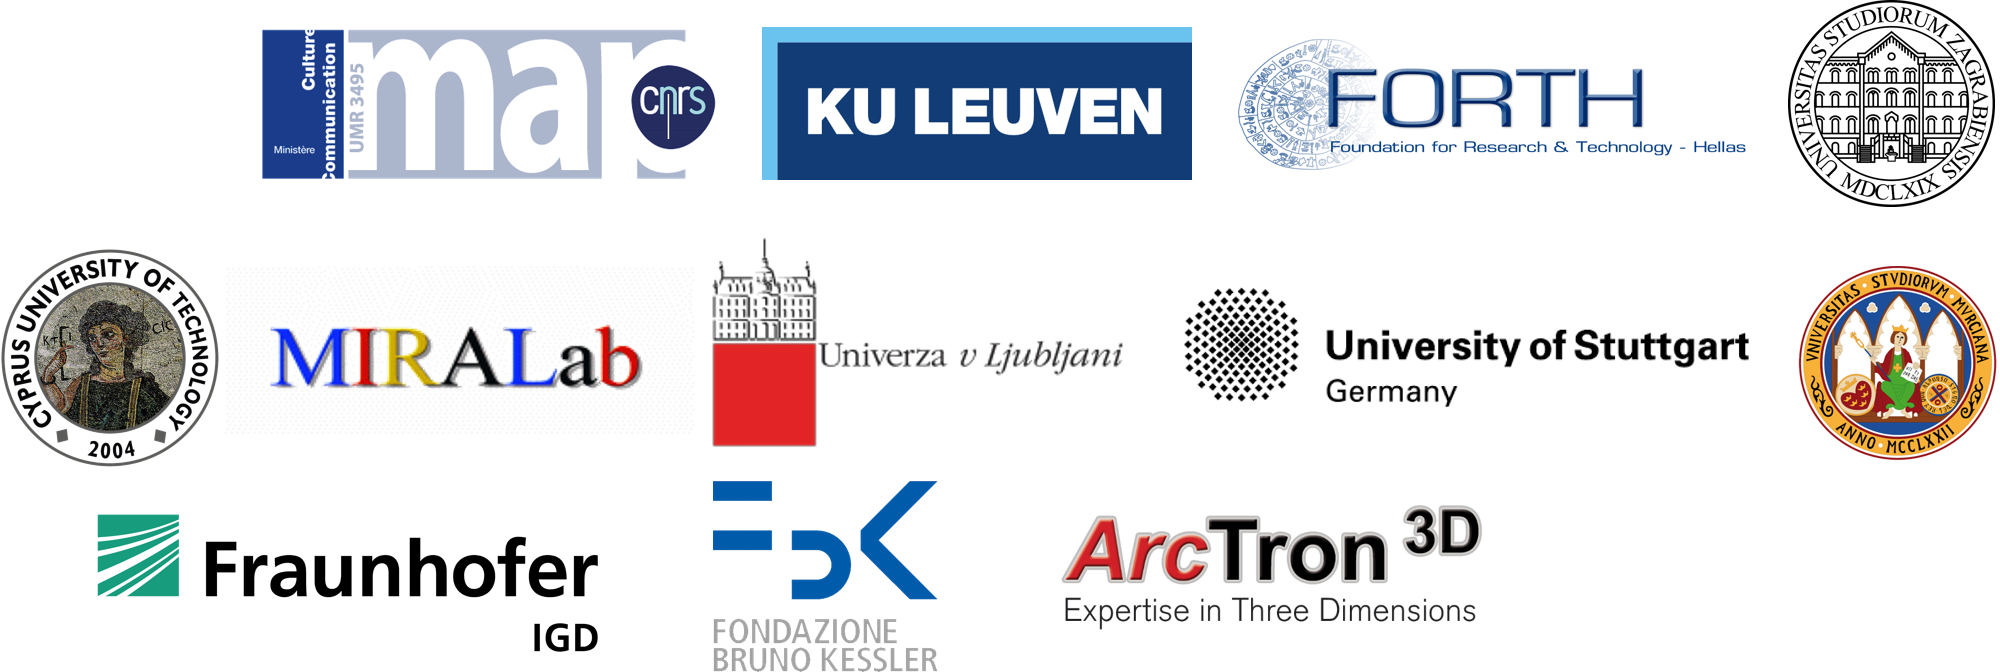 Ministère
Culture
Communication
UMR 3495
map
cnrs
KU LEUVEN
FORTH
Foundation for Research & Technology - Hellas
UNIVERSITAS STUDIORUM ZAGRABIENSIS
MDCLXIX
CYPRUS UNIVERSITY OF TECHNOLOGY
2004
MIRALab
Univerza v Ljubljani
University of Stuttgart
Germany
VNIVERSITAS · STVDIORVM · MVRCIANA
ANNO · MCCLXXII
Fraunhofer
IGD
FBK
FONDAZIONE
BRUNO KESSLER
ArcTron 3D
Expertise in Three Dimensions